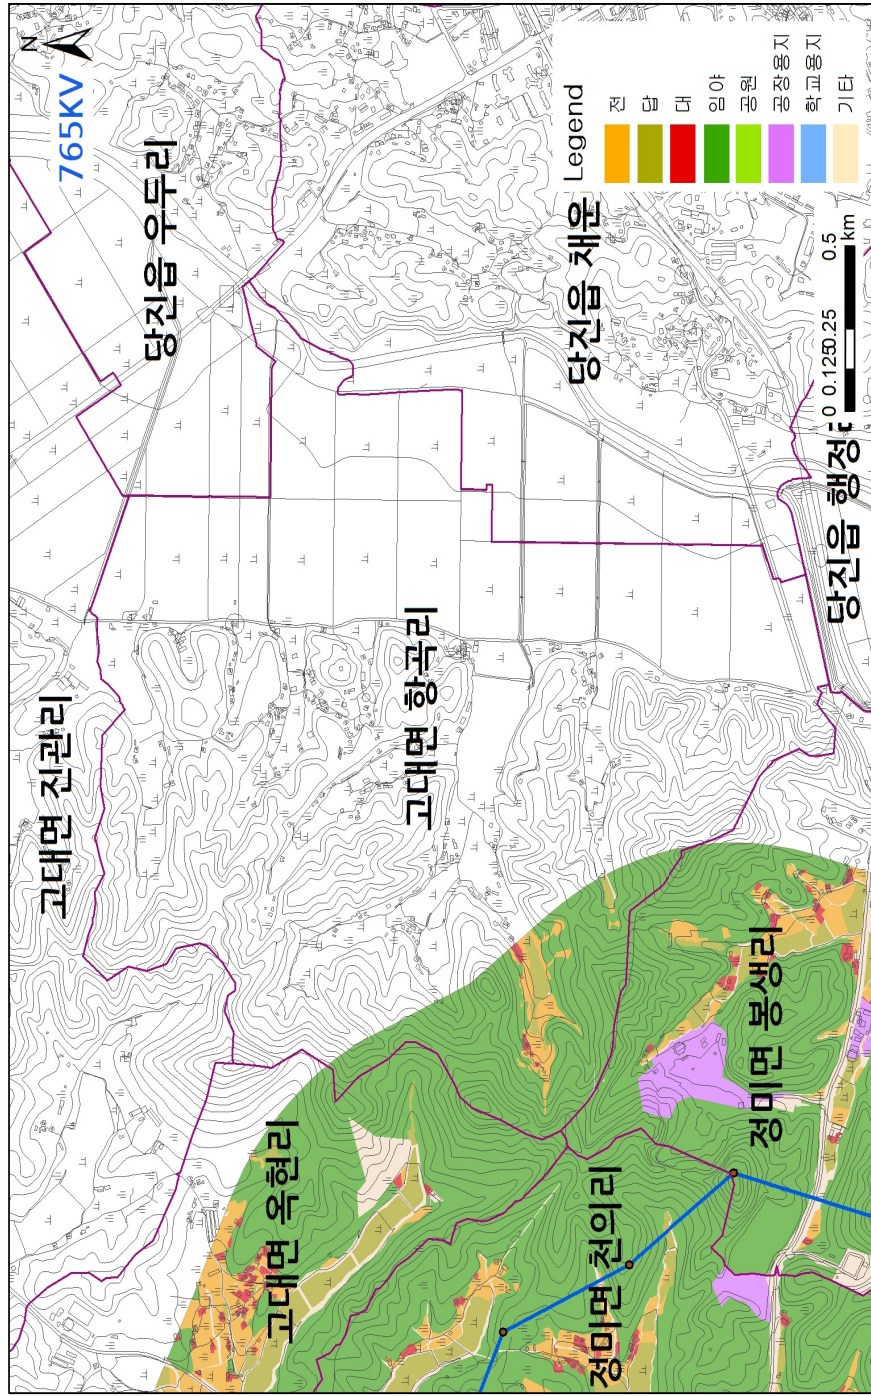 N
765KV
고대면 진관리
당진읍 우두리
고대면 항곡리
당진읍 채운
당진읍 행정
고대면 옥현리
정미면 천의리
정미면 봉생리
Legend
전
답
대
임야
공원
공장용지
학교용지
기타
0 0.125 0.25 0.5
km